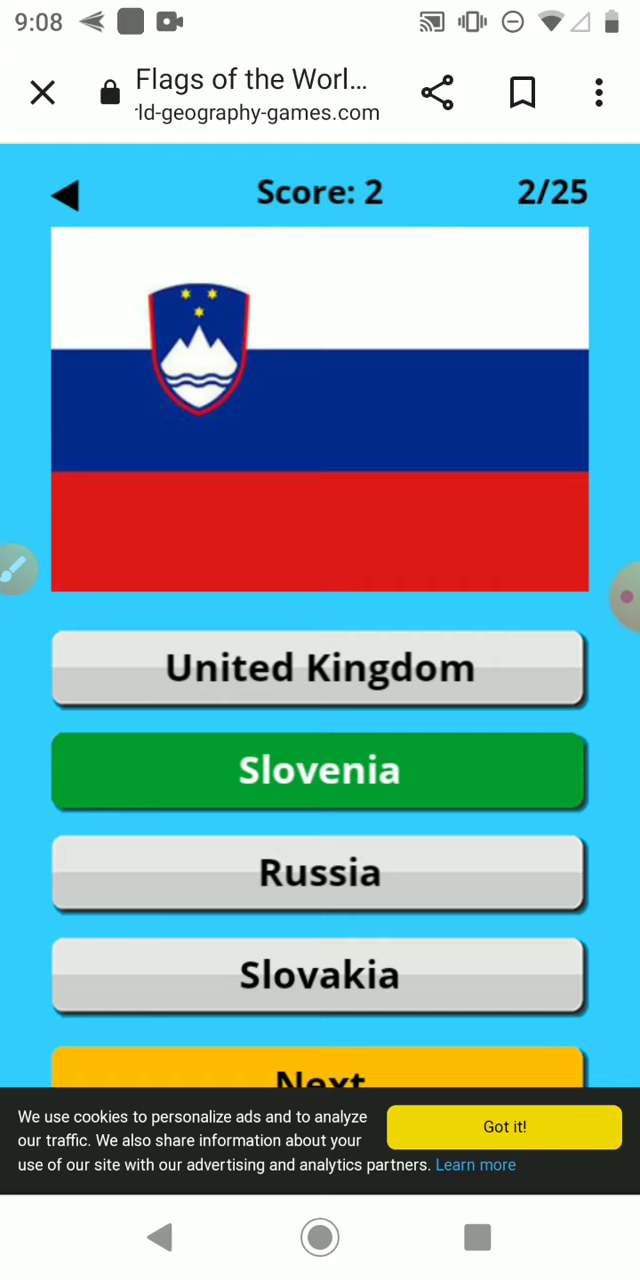 9:08
Flags of the Worl...
ld-geography-games.com
Score: 2
2/25
United Kingdom
Slovenia
Russia
Slovakia
Next
We use cookies to personalize ads and to analyze
our traffic. We also share information about your
use of our site with our advertising and analytics partners. Learn more
Got it!